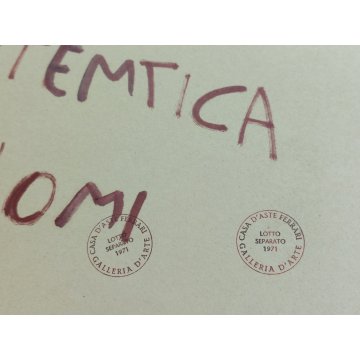 TEMTICA
OMI
CASA D'ASTE FERRARI
LOTTO
SEPARATO
1971
GALLERIA D'ARTE
CASA D'ASTE FERRARI
LOTTO
SEPARATO
1971
GALLERIA D'ARTE